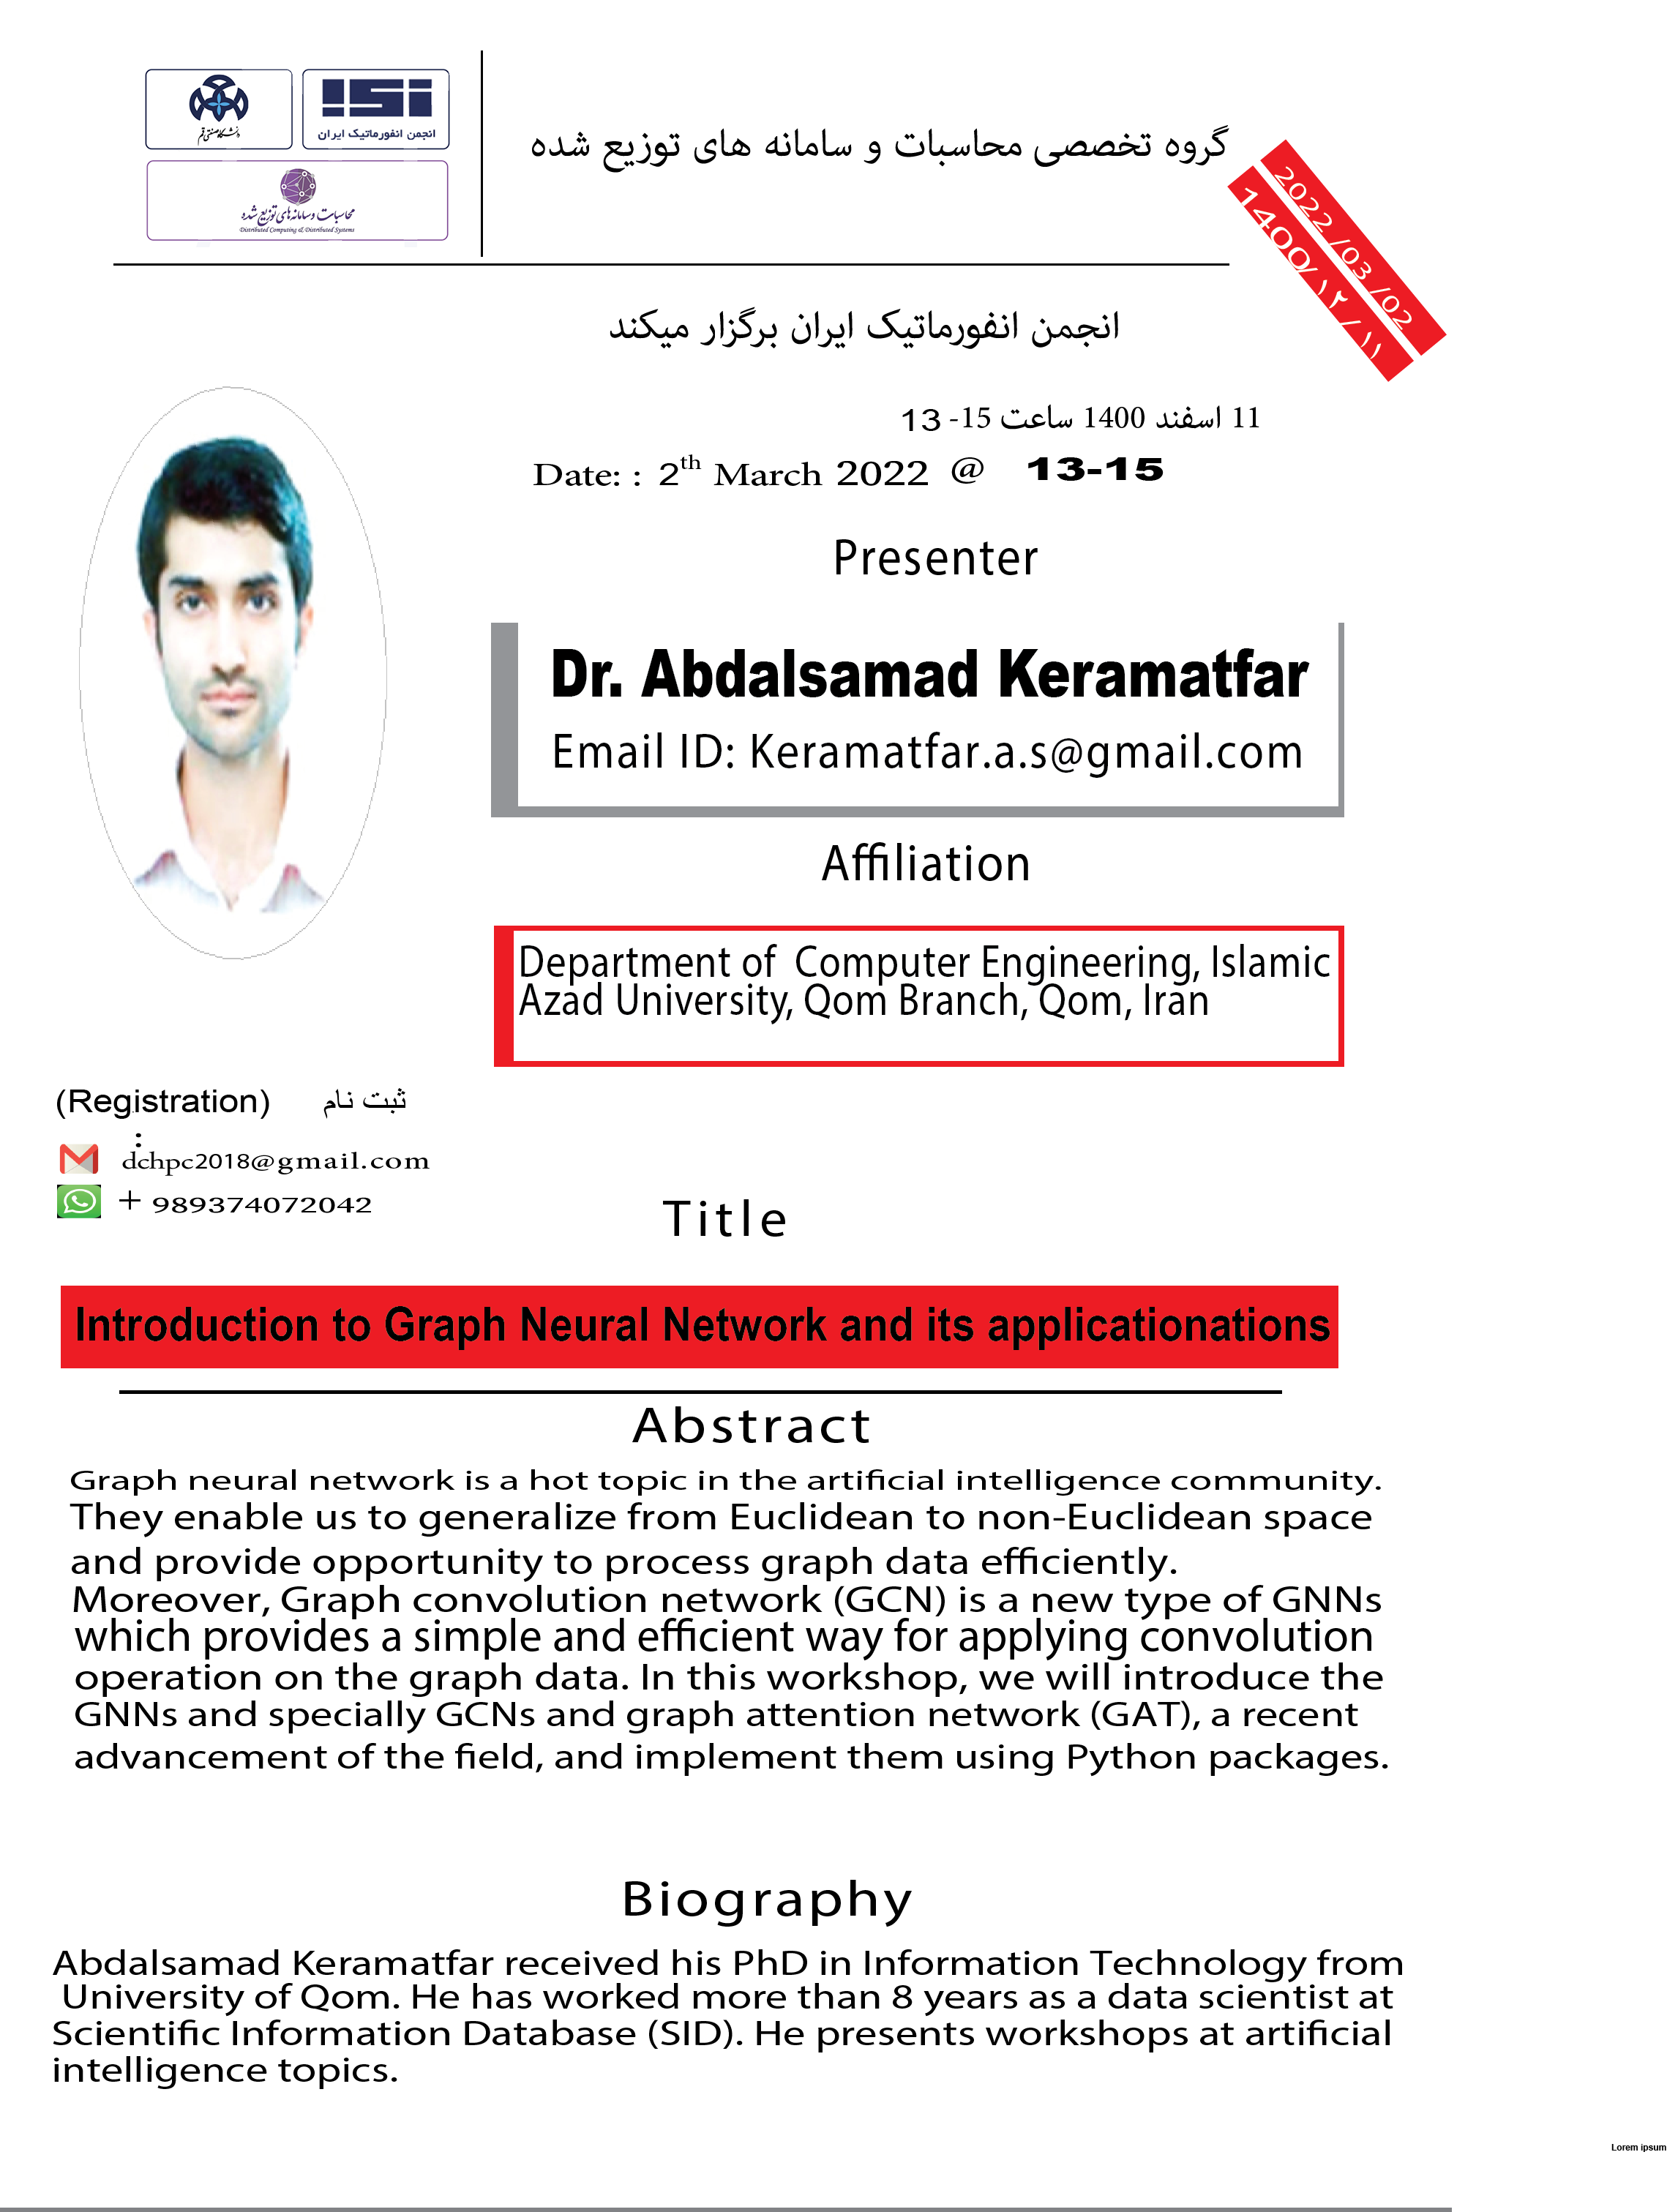 دانشگاه صنعتی قم
ISI
انجمن انفورماتیک ایران
محاسبات و سامانه های توزیع شده
Distributed Computing & Distributed Systems
گروه تخصصی محاسبات و سامانه های توزیع شده
2022 /03 /02
1400/ ۱۲ / ۱۱
انجمن انفورماتیک ایران برگزار میکند
11 اسفند 1400 ساعت 15- 13
Date: : 2th March 2022 @ 13-15
Presenter
Dr. Abdalsamad Keramatfar
Email ID: Keramatfar.a.s@gmail.com
Affiliation
Department of Computer Engineering, Islamic
Azad University, Qom Branch, Qom, Iran
(Registration) ثبت نام
:
dchpc2018@gmail.com
+ 989374072042
Title
Introduction to Graph Neural Network and its applicationations
Abstract
Graph neural network is a hot topic in the artificial intelligence community.
They enable us to generalize from Euclidean to non-Euclidean space
and provide opportunity to process graph data efficiently.
Moreover, Graph convolution network (GCN) is a new type of GNNs
which provides a simple and efficient way for applying convolution
operation on the graph data. In this workshop, we will introduce the
GNNs and specially GCNs and graph attention network (GAT), a recent
advancement of the field, and implement them using Python packages.
Biography
Abdalsamad Keramatfar received his PhD in Information Technology from
University of Qom. He has worked more than 8 years as a data scientist at
Scientific Information Database (SID). He presents workshops at artificial
intelligence topics.
Lorem ipsum